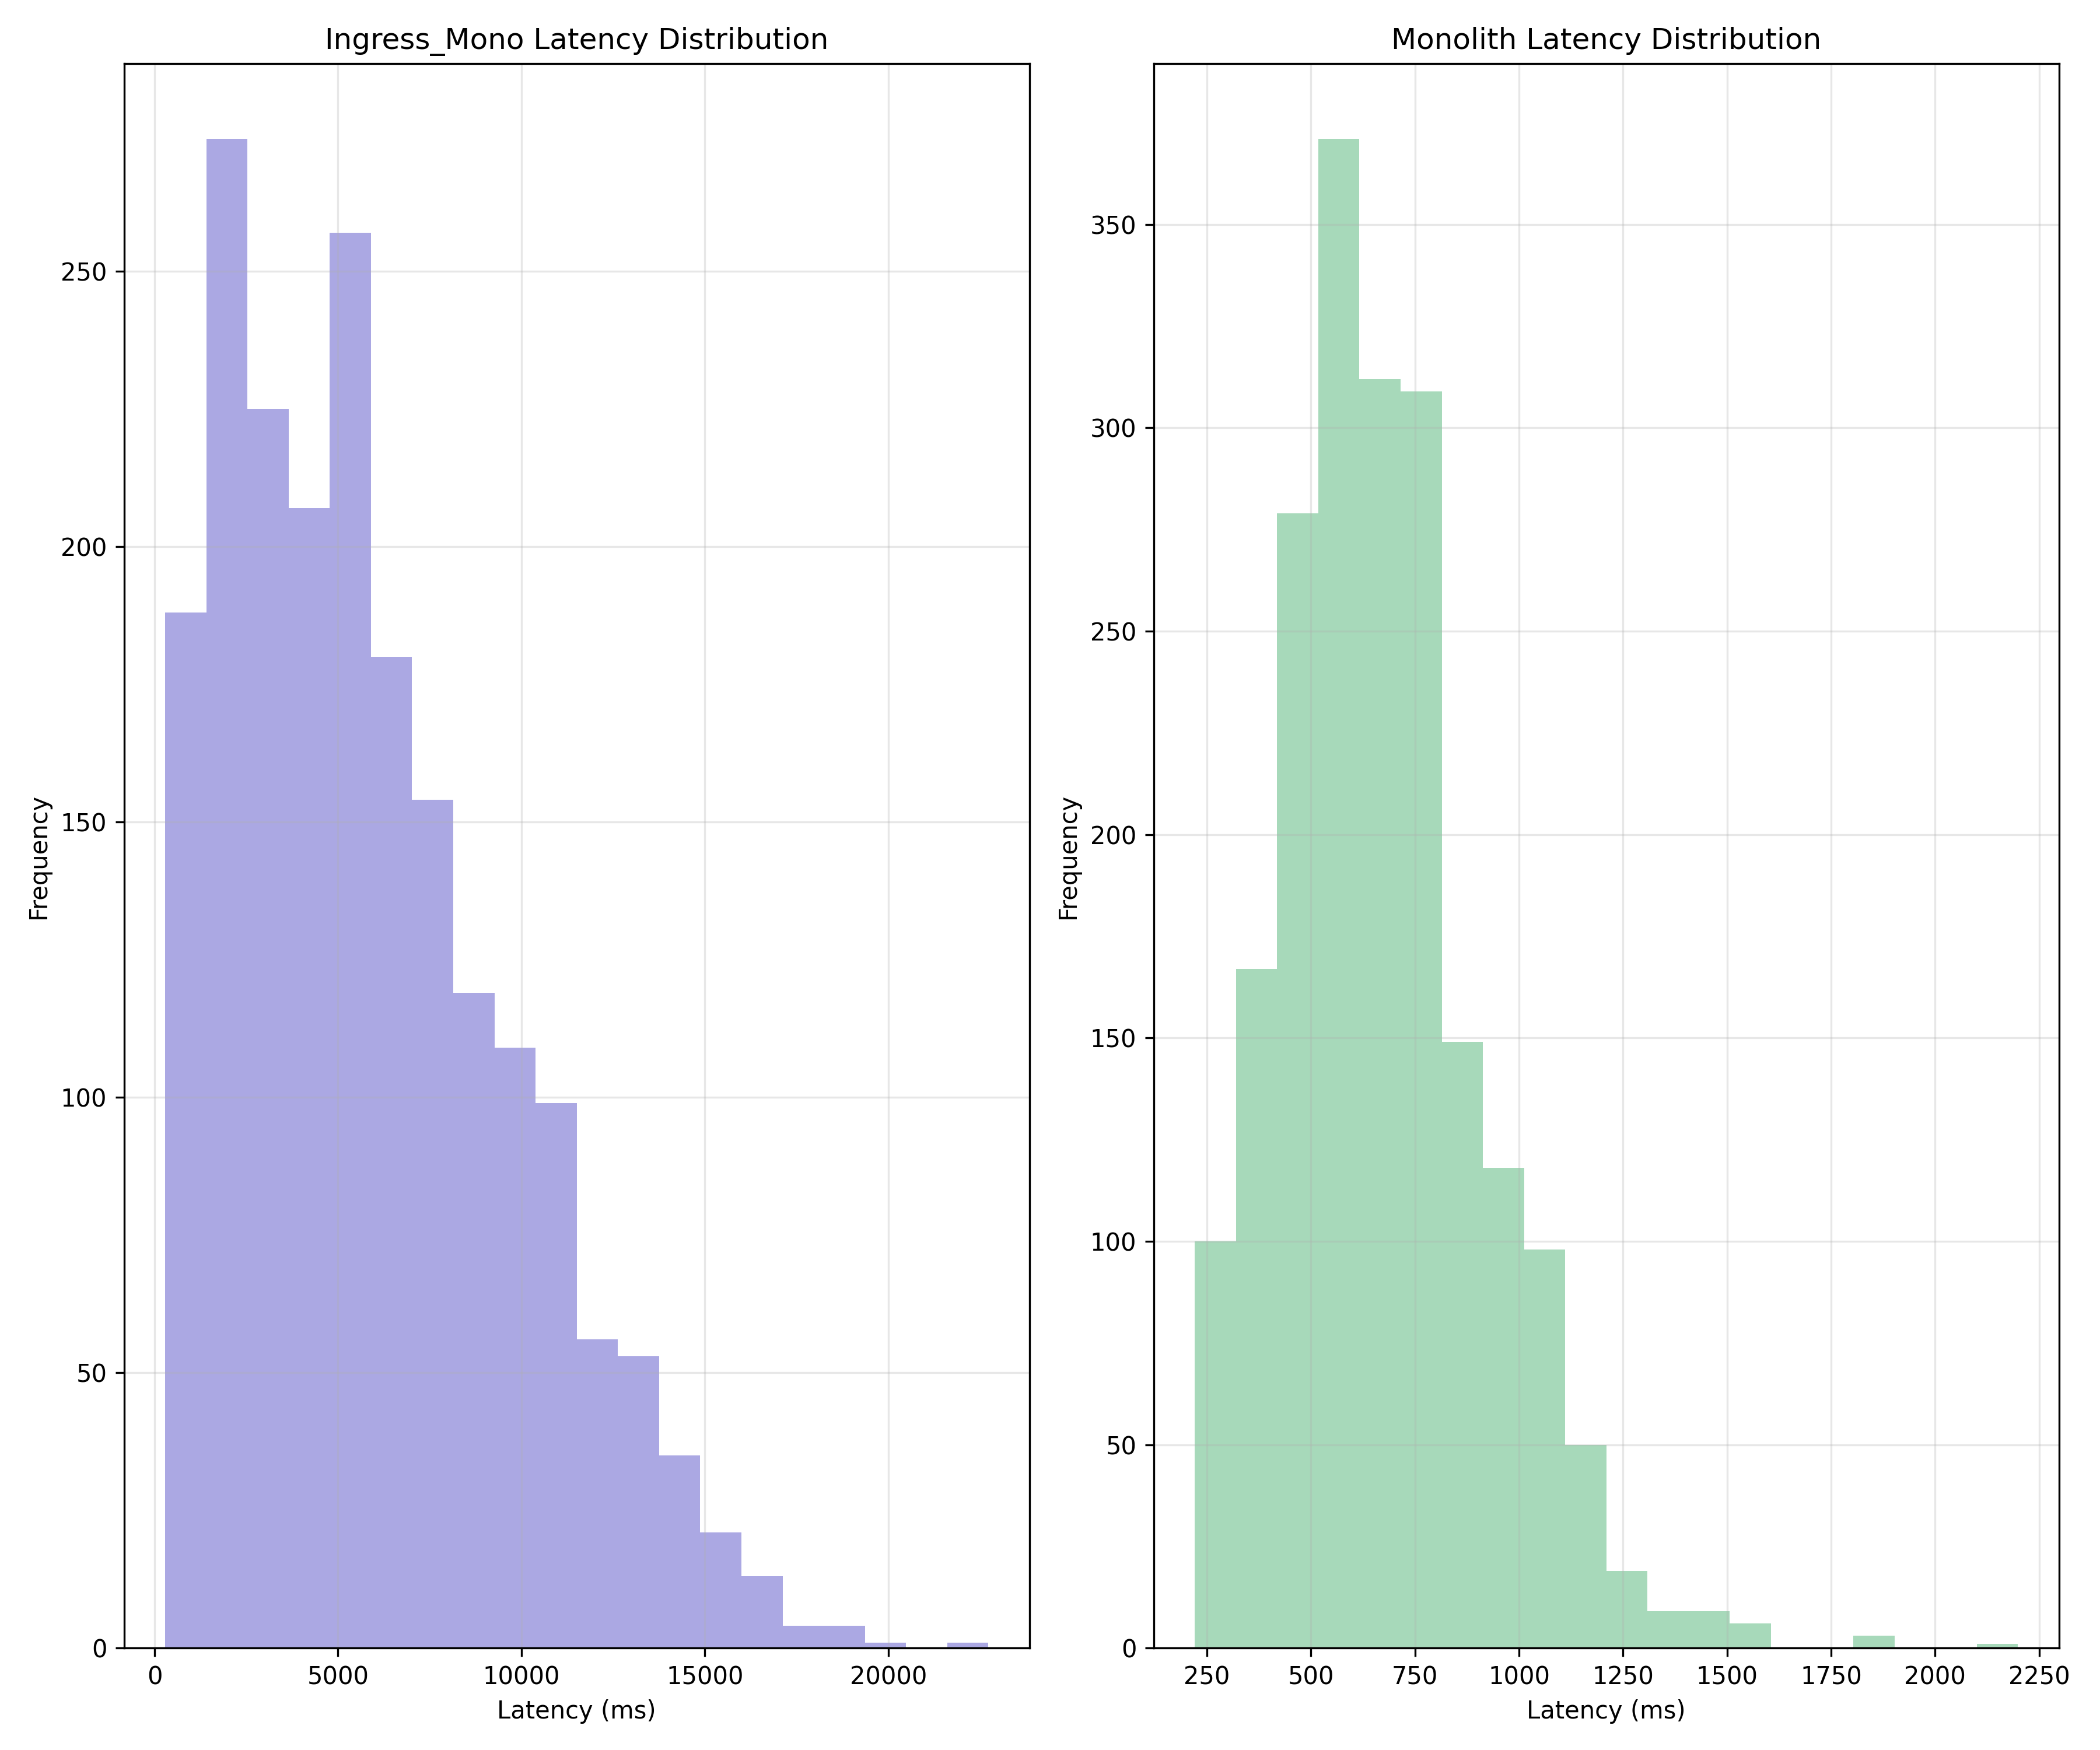 Ingress_Mono Latency Distribution
Frequency
250
200
150
100
50
0
0 5000 10000 15000 20000
Latency (ms)
Monolith Latency Distribution
Frequency
350
300
250
200
150
100
50
0
250 500 750 1000 1250 1500 1750 2000 2250
Latency (ms)